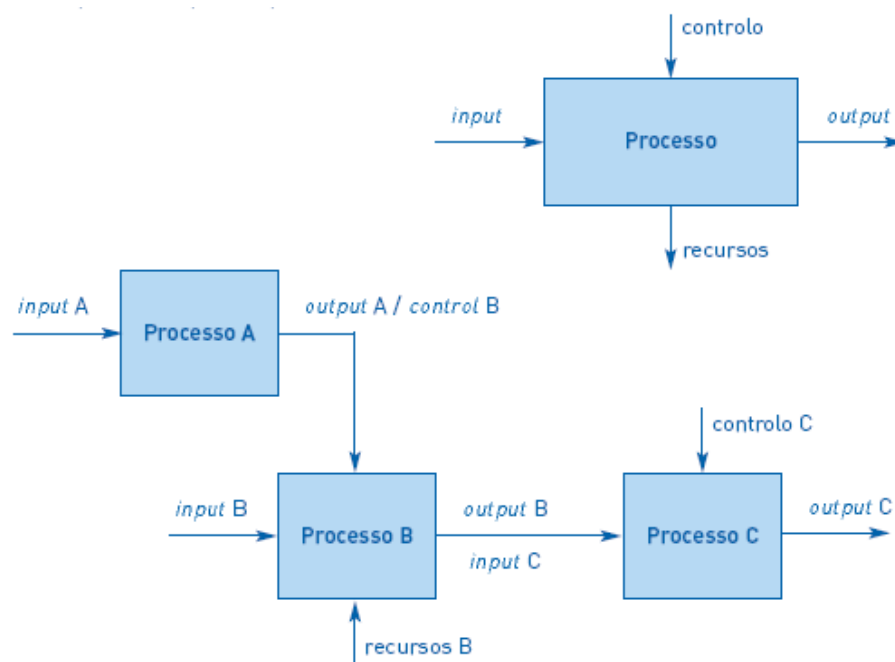 controlo
input
Processo
output
recursos
input A
Processo A
output A / control B
controlo C
input B
Processo B
output B
input C
Processo C
output C
recursos B